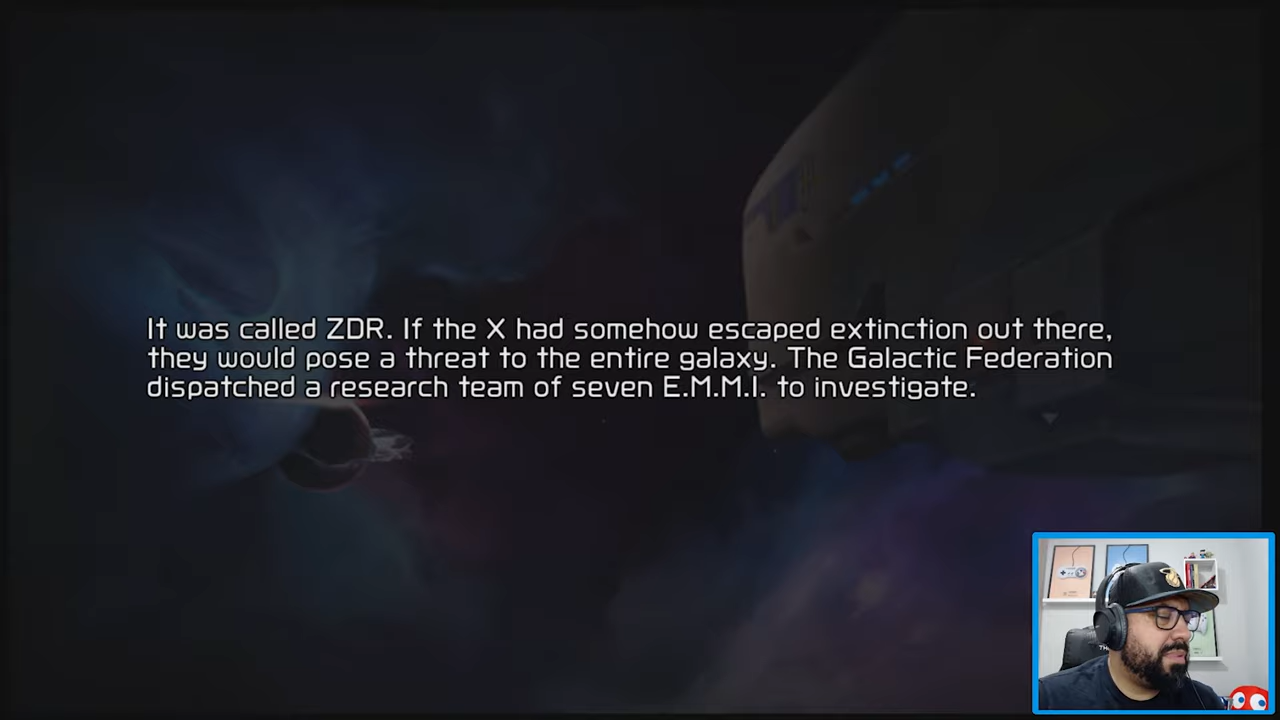 It was called ZDR. If the X had somehow escaped extinction out there,
they would pose a threat to the entire galaxy. The Galactic Federation
dispatched a research team of seven E.M.M.I. to investigate.